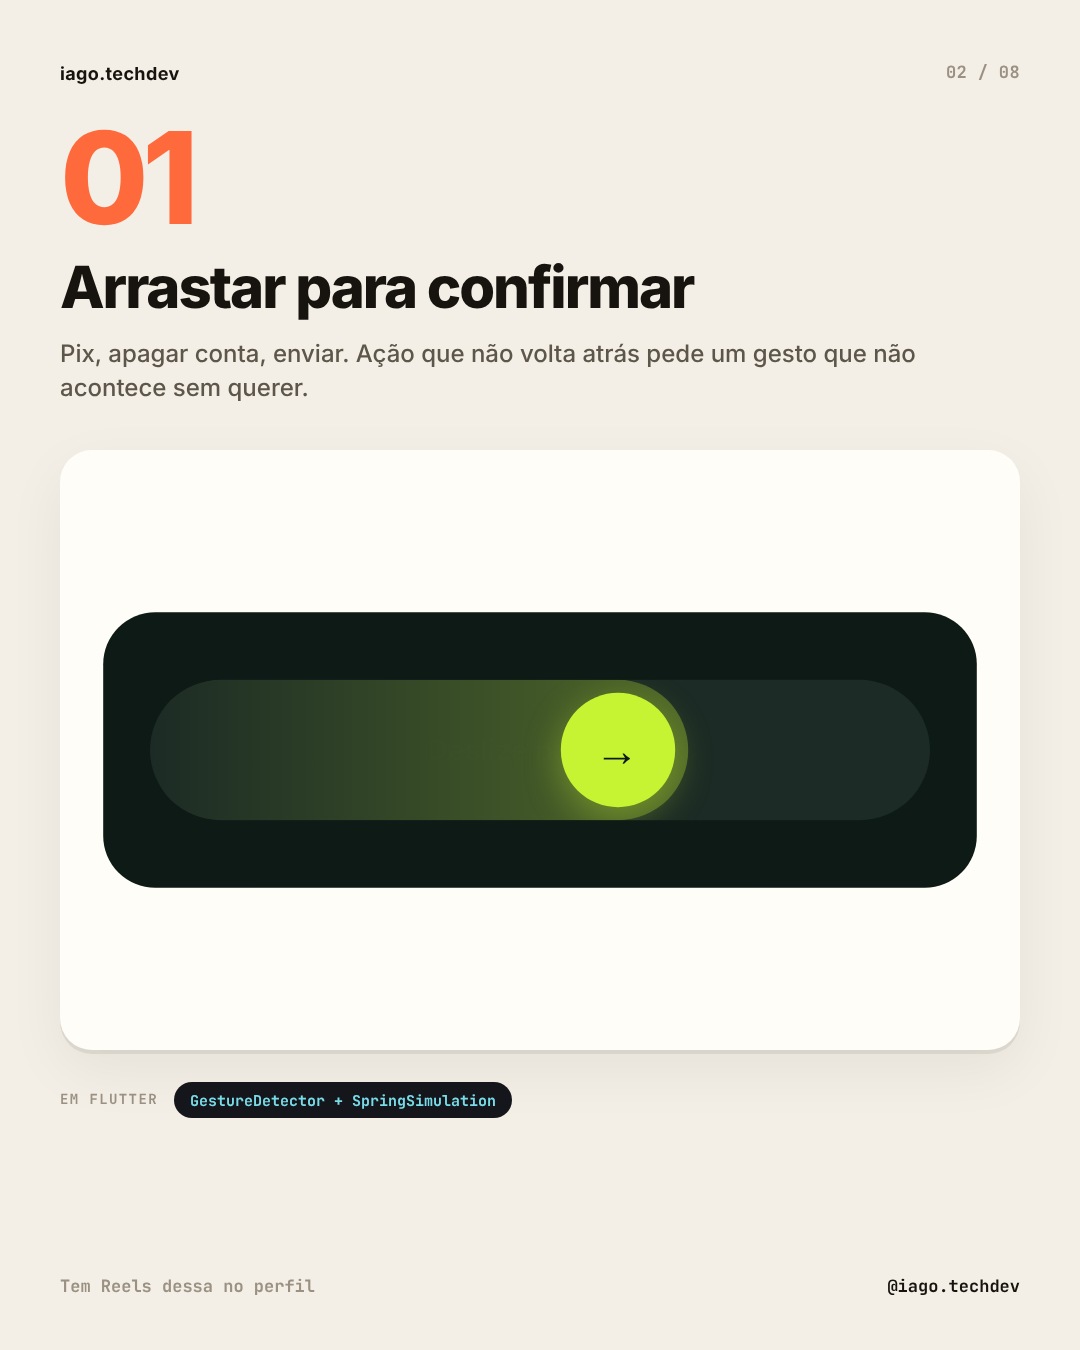 iago.techdev
02 / 08
01
Arrastar para confirmar
Pix, apagar conta, enviar. Ação que não volta atrás pede um gesto que não
acontece sem querer.
→
EM FLUTTER
GestureDetector + SpringSimulation
Tem Reels dessa no perfil
@iago.techdev